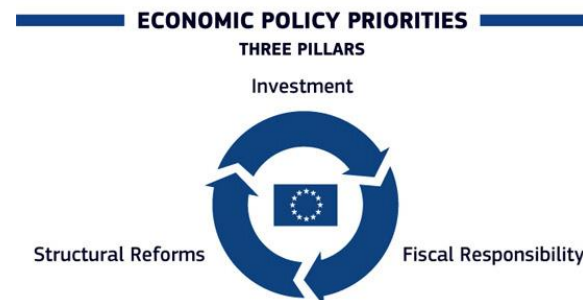 ECONOMIC POLICY PRIORITIES
THREE PILLARS
Investment
Structural Reforms
Fiscal Responsibility